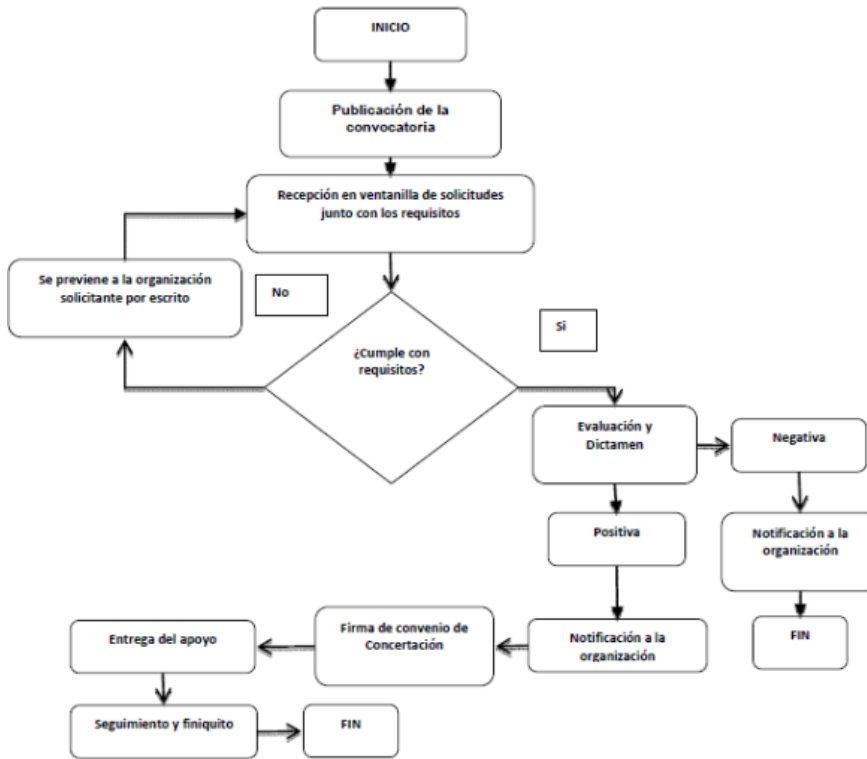 INICIO
Publicación de la
convocatoria
Recepción en ventanilla de solicitudes
junto con los requisitos
Se previene a la organización
solicitante por escrito
No
Si
¿Cumple con
requisitos?
Evaluación y
Dictamen
Negativa
Positiva
Notificación a la
organización
Entrega del apoyo
Firma de convenio de
Concertación
Notificación a la
organización
FIN
Seguimiento y finiquito
FIN